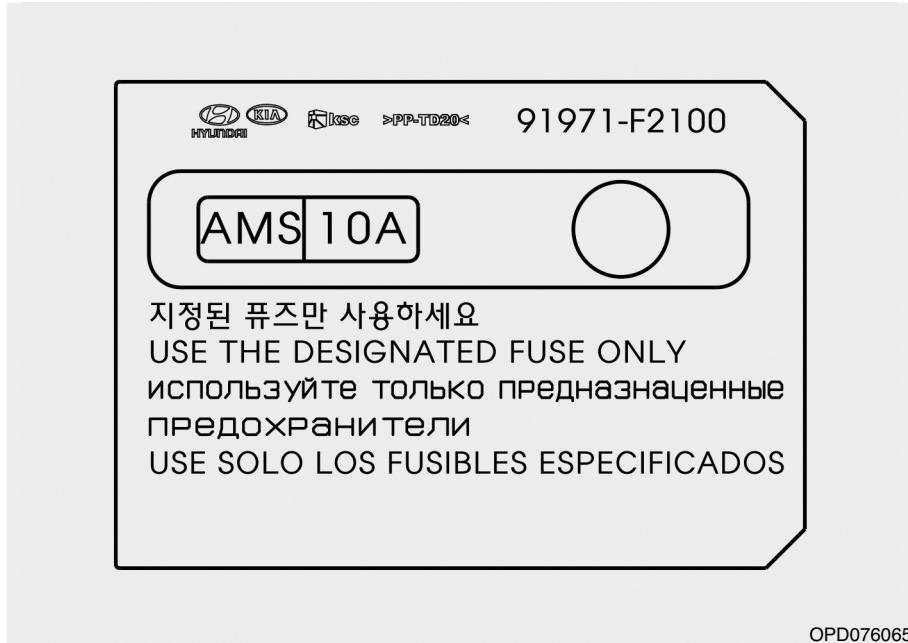 HYUNDAI KIA ksc >PP-TD20< 91971-F2100
AMS 10A
지정된 퓨즈만 사용하세요
USE THE DESIGNATED FUSE ONLY
используйте только предназнаценные
предохранители
USE SOLO LOS FUSIBLES ESPECIFICADOS
OPD076065